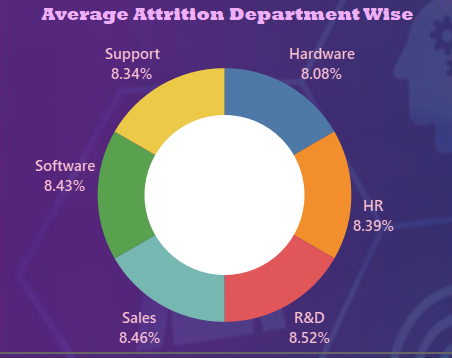 Average Attrition Department Wise
Support
8.34%
Hardware
8.08%
Software
8.43%
HR
8.39%
Sales
8.46%
R&D
8.52%